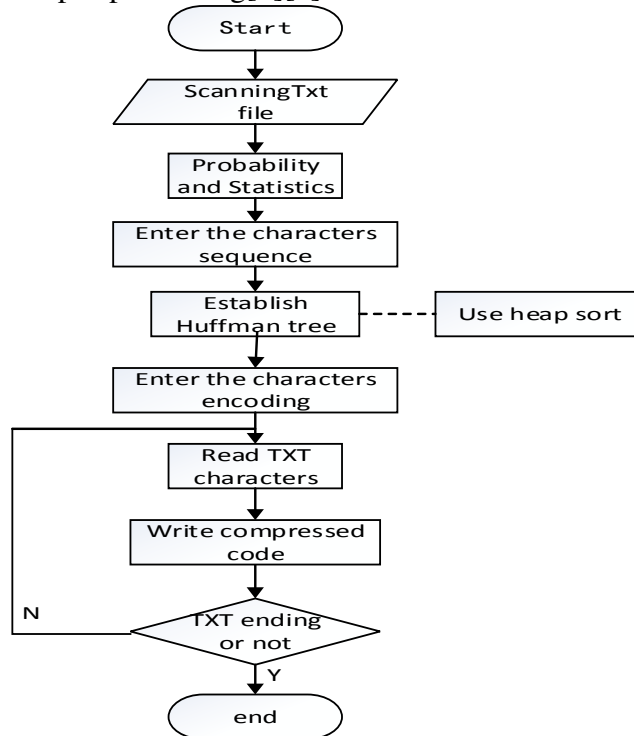 Start
ScanningTxt
file
Probability
and Statistics
Enter the characters
sequence
Establish
Huffman tree
Use heap sort
Enter the characters
encoding
Read TXT
characters
Write compressed
code
TXT ending
or not
N
Y
end